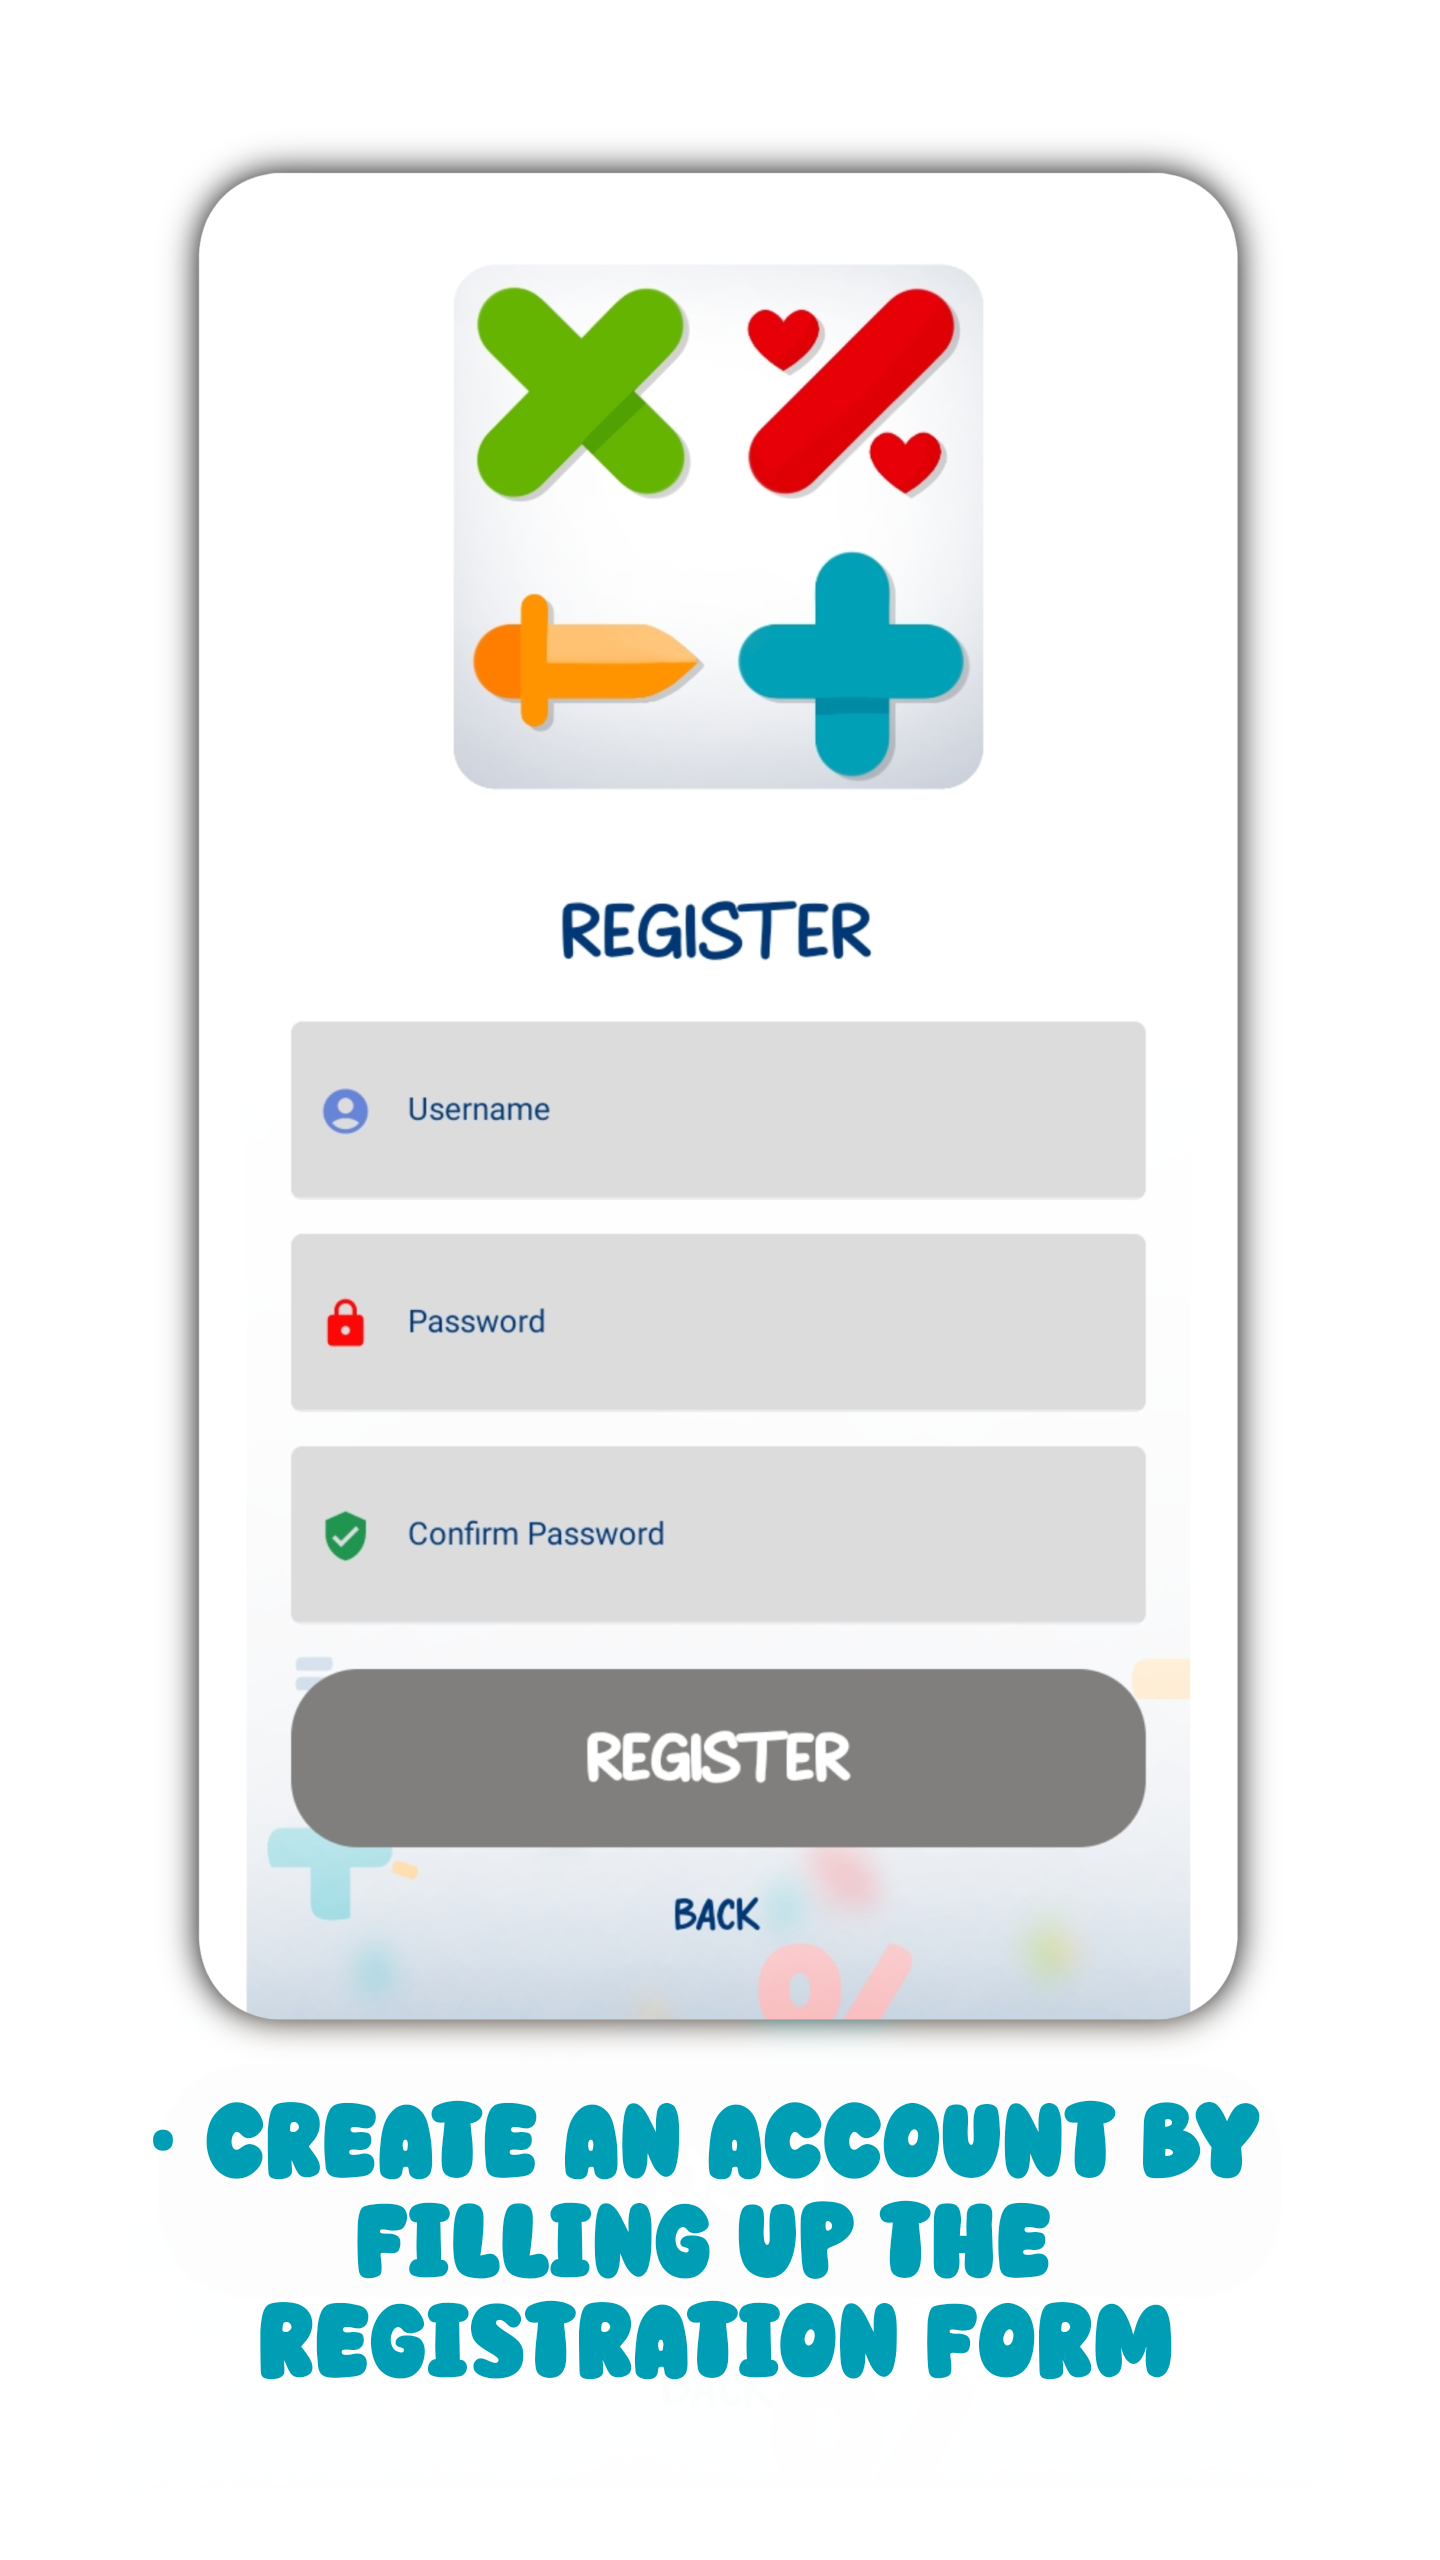 REGISTER
Username
Password
Confirm Password
REGISTER
BACK
%
• CREATE AN ACCOUNT BY
FILLING UP THE
REGISTRATION FORM